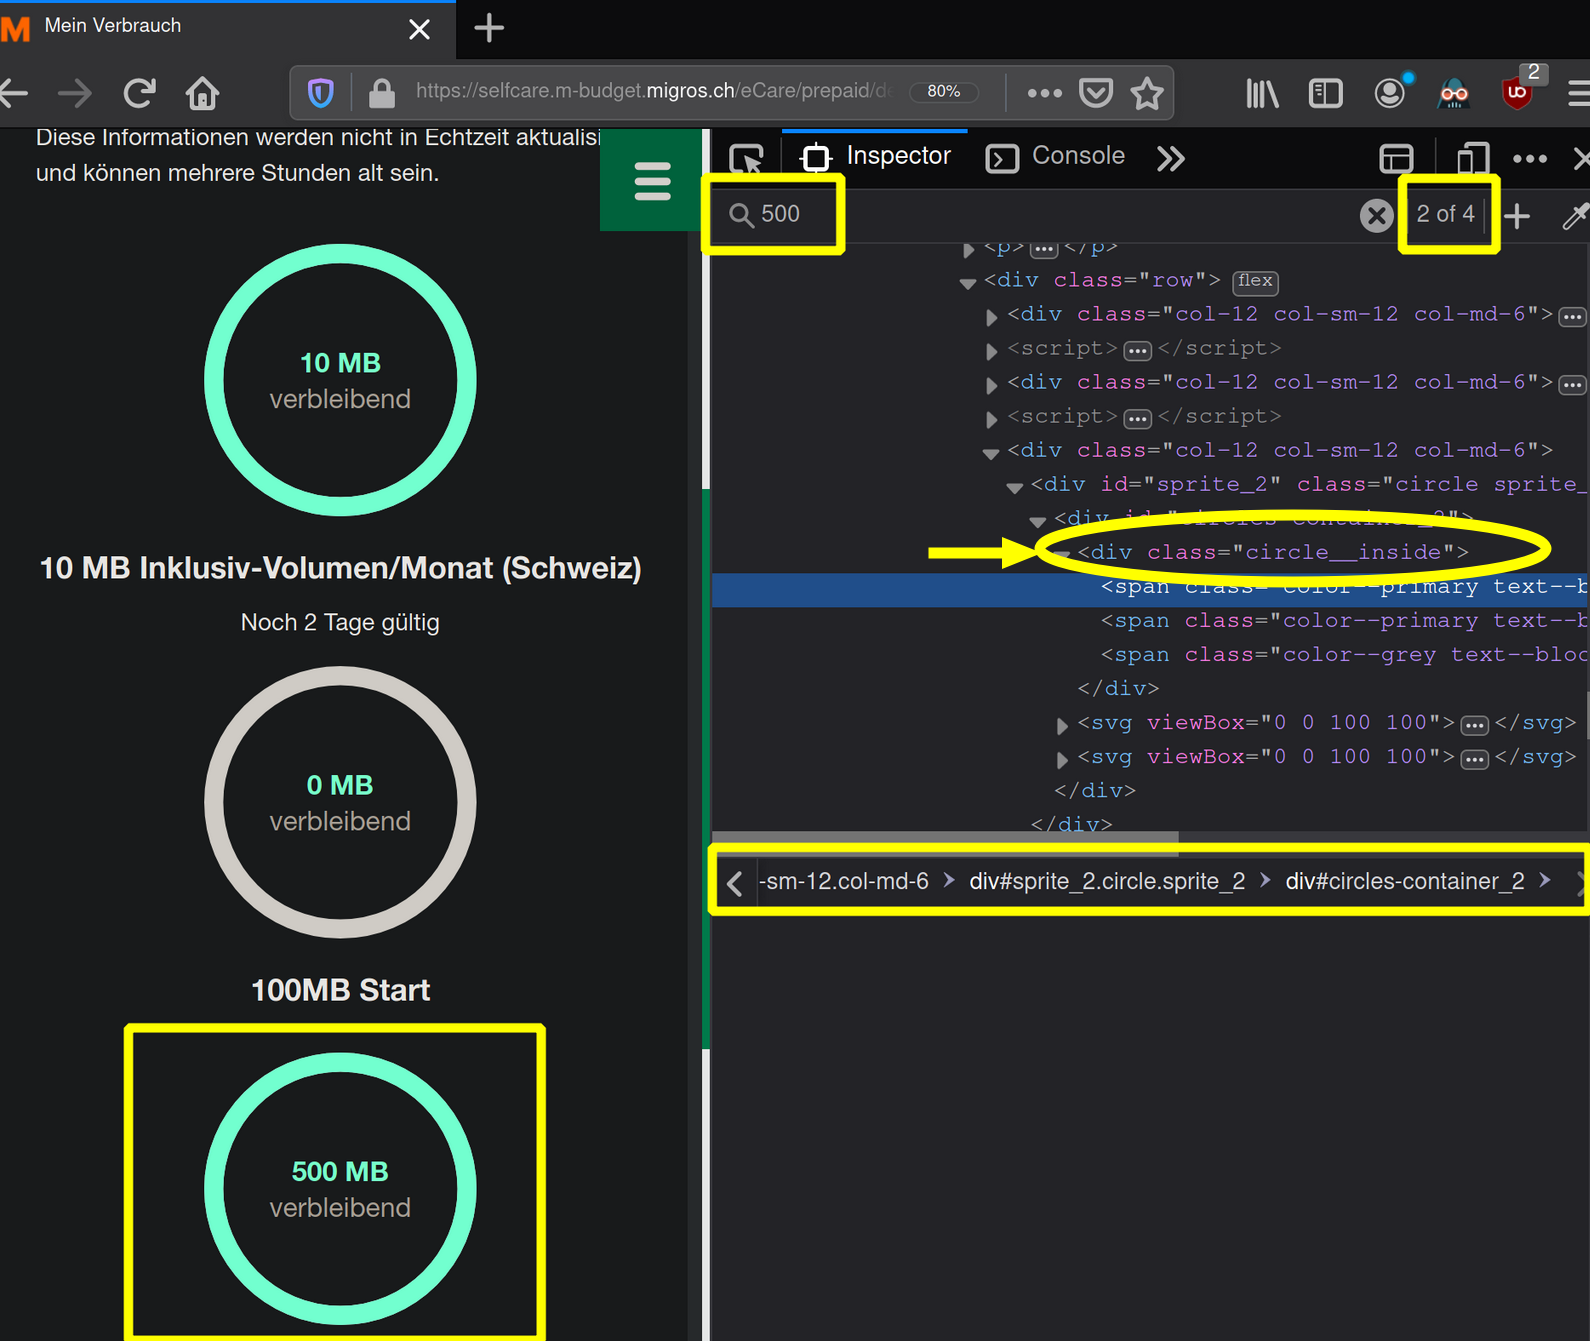 Mein Verbrauch
https://selfcare.m-budget.migros.ch/eCare/prepaid/de
80%
2
Diese Informationen werden nicht in Echtzeit aktualisi
und können mehrere Stunden alt sein.
10 MB
verbleibend
10 MB Inklusiv-Volumen/Monat (Schweiz)
Noch 2 Tage gültig
0 MB
verbleibend
100MB Start
500 MB
verbleibend
Inspector
Console
500
2 of 4
<p> </p>
<div class="row"> flex
<div class="col-12 col-sm-12 col-md-6">
<script> </script>
<div class="col-12 col-sm-12 col-md-6">
<script> </script>
<div class="col-12 col-sm-12 col-md-6">
<div id="sprite_2" class="circle sprite_
<div id="circles-container_2">
<div class="circle__inside">
<span class="color--primary text--b
<span class="color--primary text--b
<span class="color--grey text--bloc
</div>
<svg viewBox="0 0 100 100"> </svg>
<svg viewBox="0 0 100 100"> </svg>
</div>
</div>
-sm-12.col-md-6 > div#sprite_2.circle.sprite_2 > div#circles-container_2 >